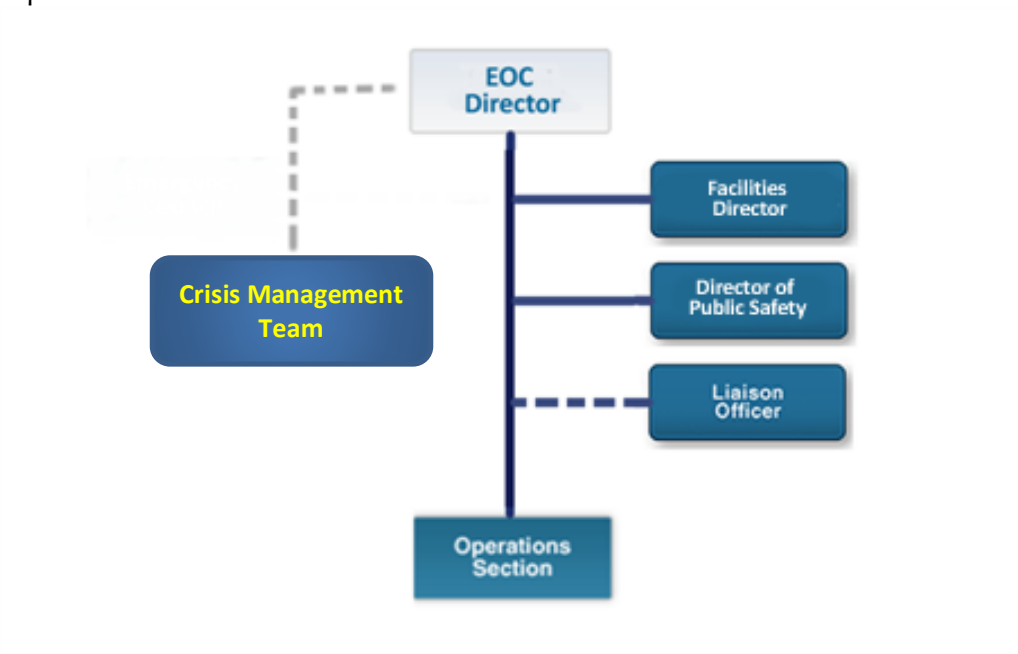 EOC
Director
Facilities
Director
Crisis Management
Team
Director of
Public Safety
Liaison
Officer
Operations
Section